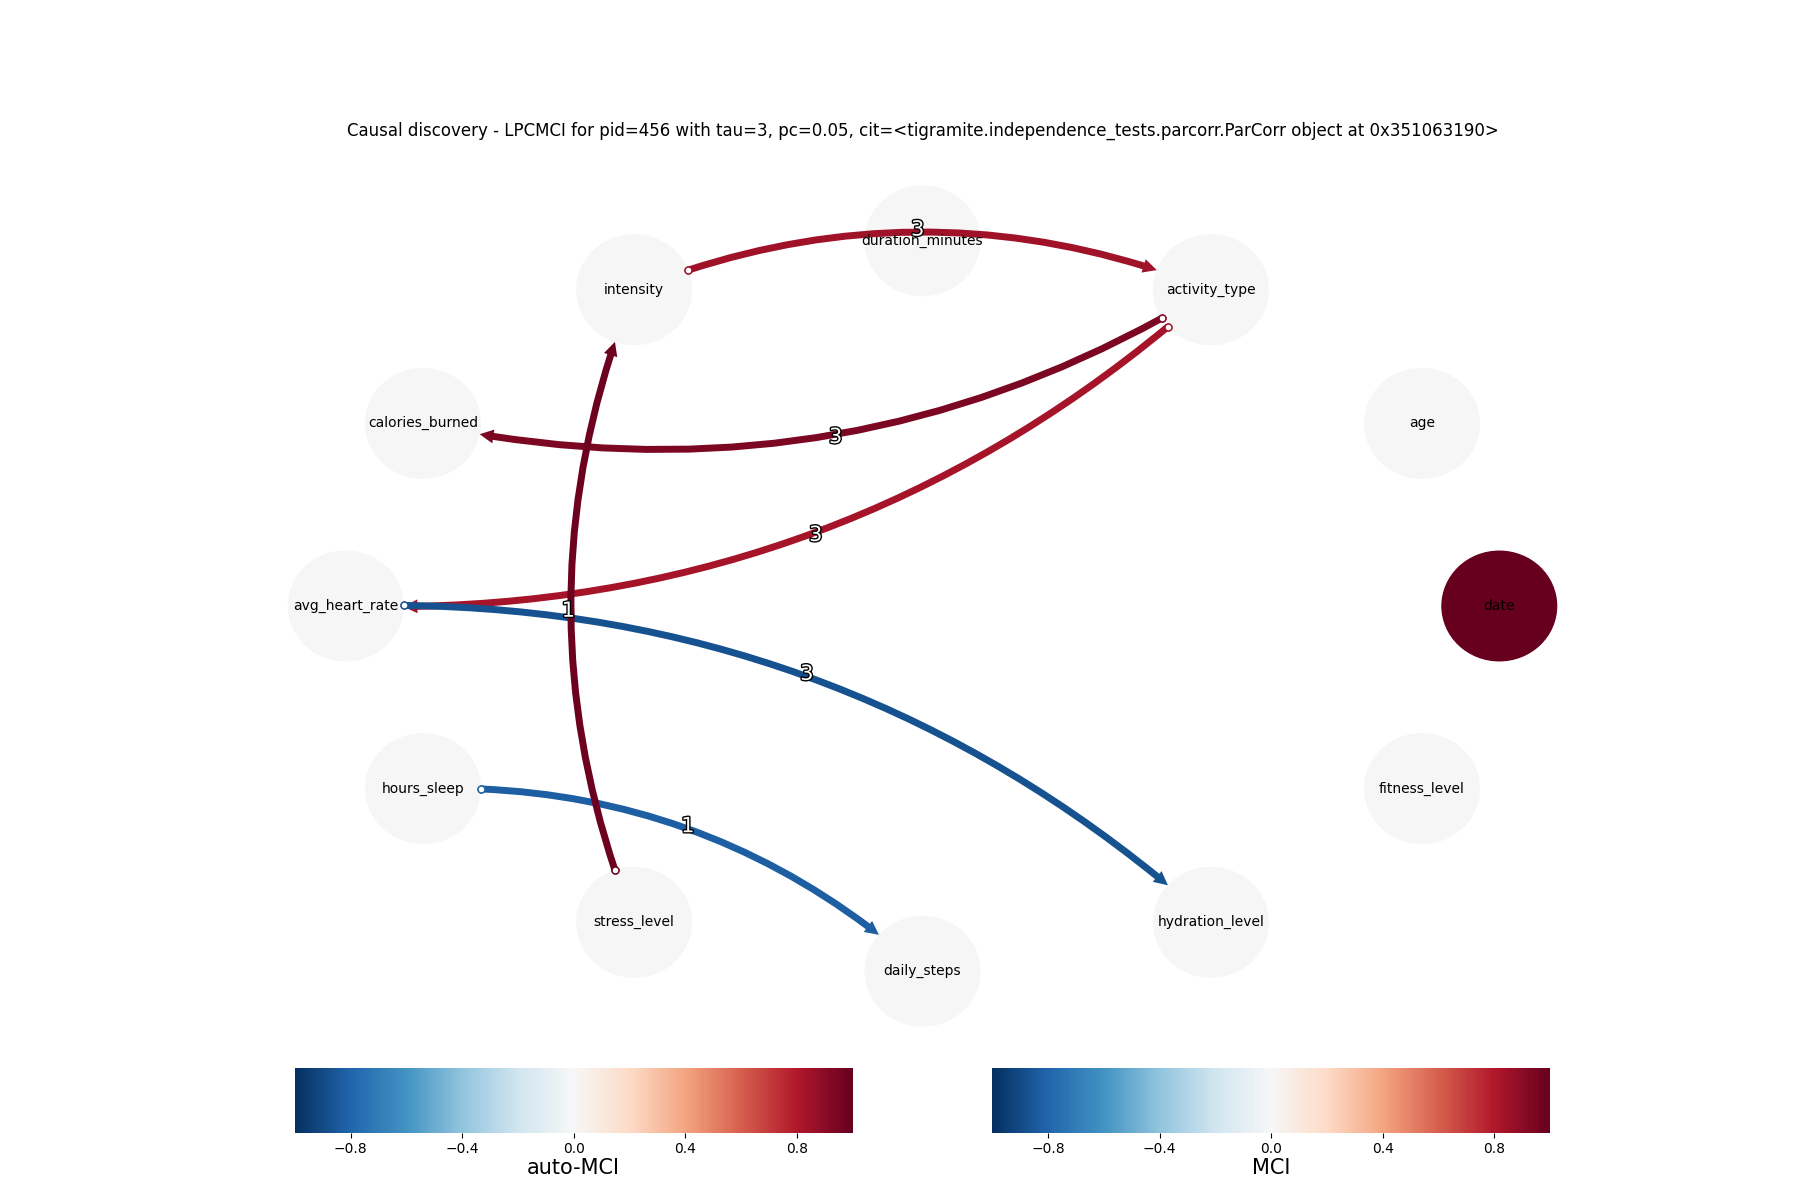 Causal discovery - LPCMCI for pid=456 with tau=3, pc=0.05, cit=<tigramite.independence_tests.parcorr.ParCorr object at 0x351063190>
3
duration_minutes
intensity
activity_type
calories_burned
3
age
3
avg_heart_rate
1
date
3
hours_sleep
1
fitness_level
stress_level
hydration_level
daily_steps
−0.8 −0.4 0.0 0.4 0.8
auto-MCI
−0.8 −0.4 0.0 0.4 0.8
MCI